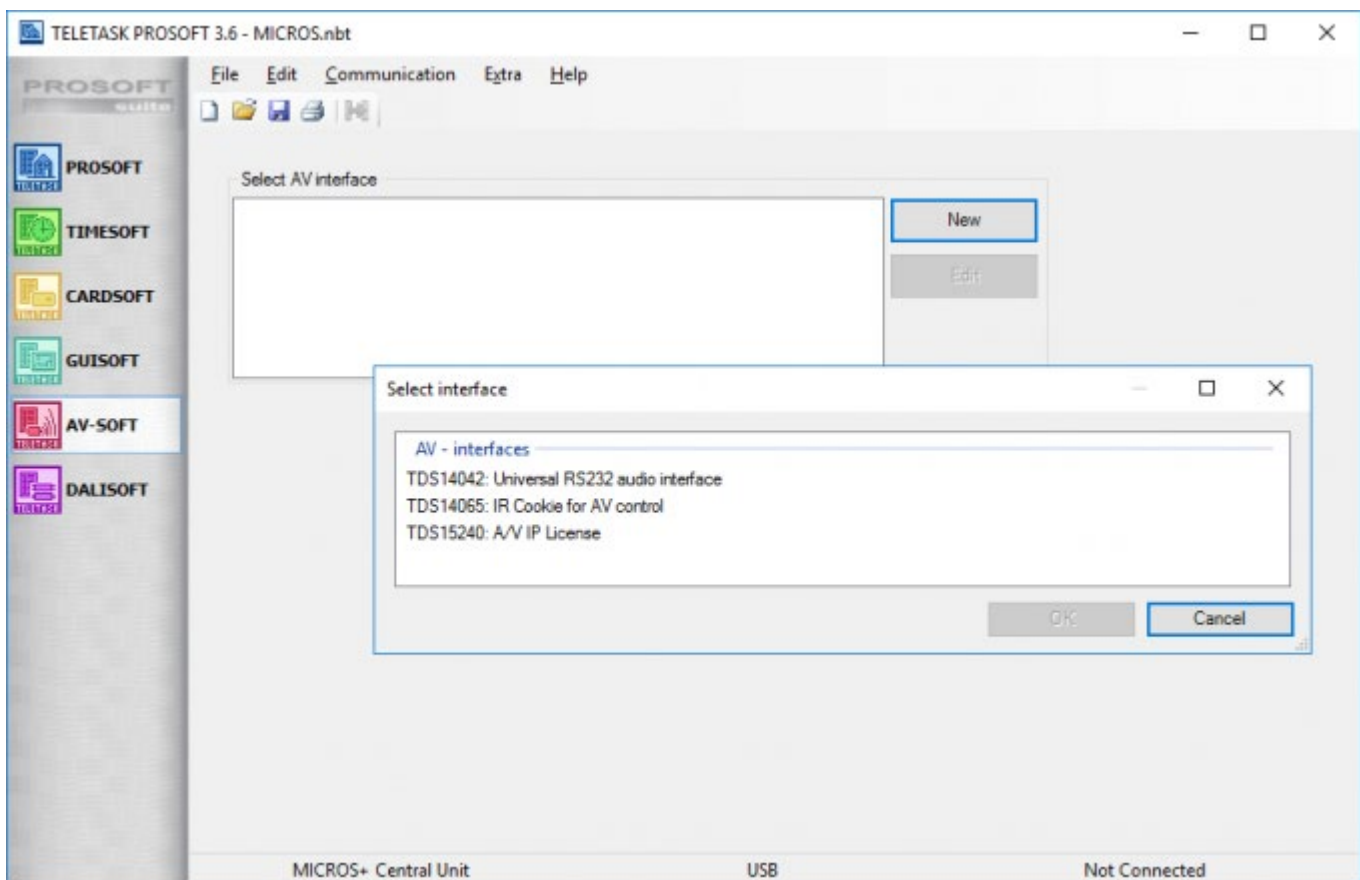 TELETASK PROSOFT 3.6 - MICROS.nbt
PROSOFT
suite
File Edit Communication Extra Help
PROSOFT
TIMESOFT
CARDSOFT
GUISOFT
AV-SOFT
DALISOFT
Select AV interface
New
Edit
Select interface
AV - interfaces
TDS14042: Universal RS232 audio interface
TDS14065: IR Cookie for AV control
TDS15240: A/V IP License
OK
Cancel
MICROS+ Central Unit USB Not Connected